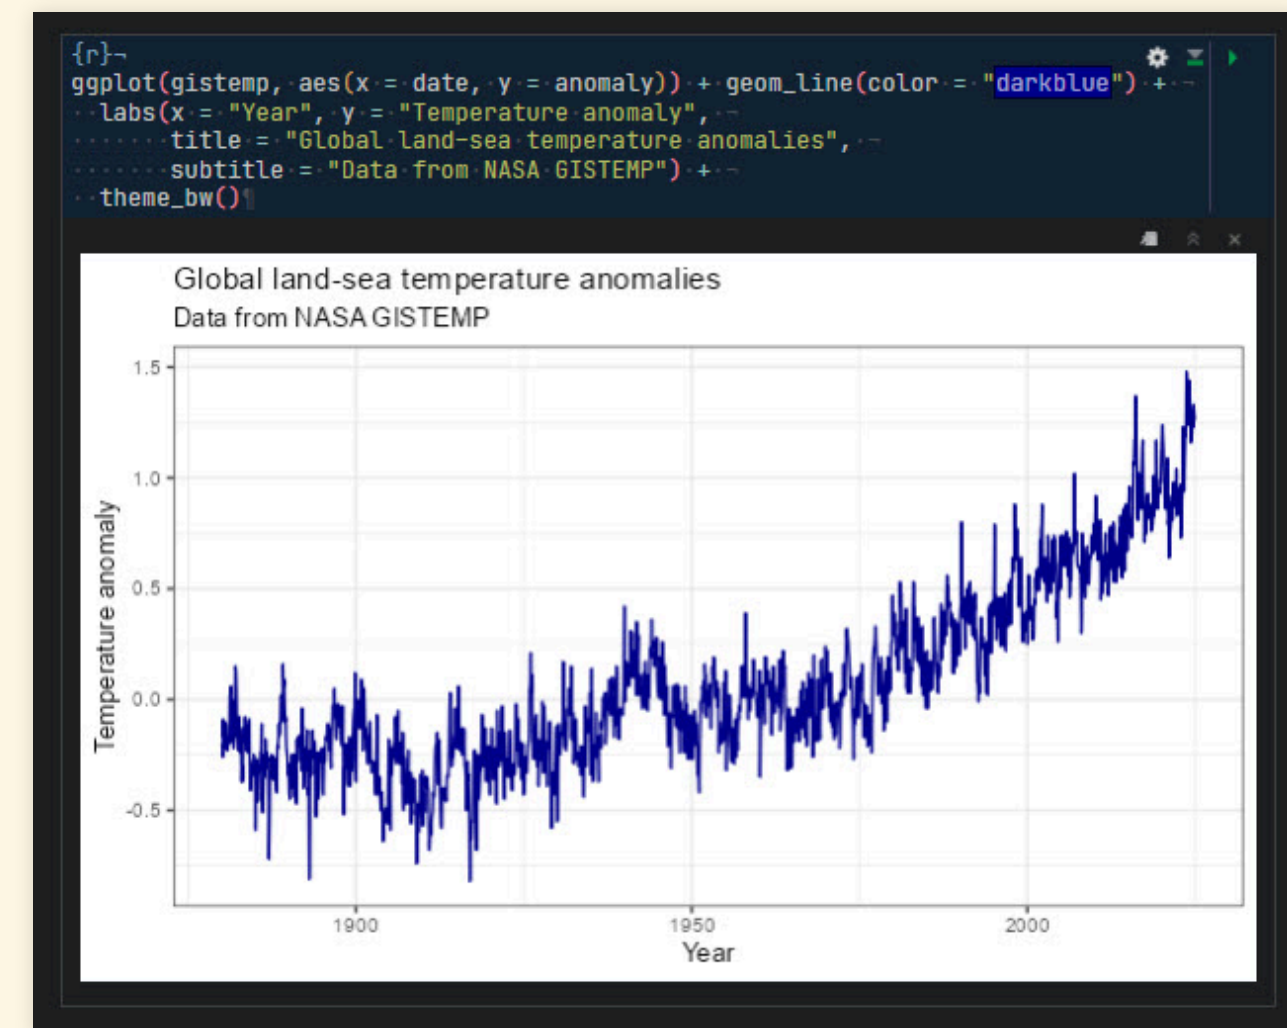 {r}
ggplot(gistemp, aes(x = date, y = anomaly)) + geom_line(color = "darkblue") +
  labs(x = "Year", y = "Temperature anomaly",
       title = "Global land-sea temperature anomalies",
       subtitle = "Data from NASA GISTEMP") +
  theme_bw()
Global land-sea temperature anomalies
Data from NASA GISTEMP
1.5
1.0
0.5
0.0
-0.5
Temperature anomaly
1900 1950 2000
Year